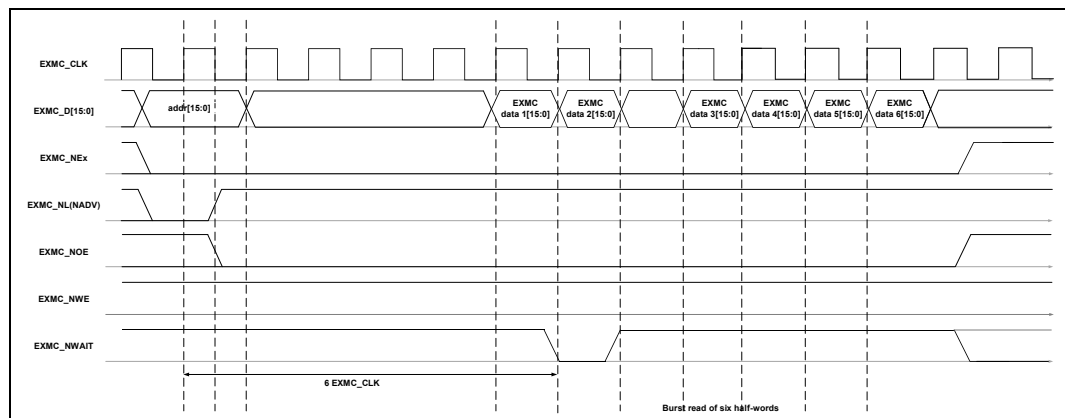 EXMC_CLK
EXMC_D[15:0]
addr[15:0]
EXMC
data 1[15:0]
EXMC
data 2[15:0]
EXMC
data 3[15:0]
EXMC
data 4[15:0]
EXMC
data 5[15:0]
EXMC
data 6[15:0]
EXMC_NEx
EXMC_NL(NADV)
EXMC_NOE
EXMC_NWE
EXMC_NWAIT
6 EXMC_CLK
Burst read of six half-words